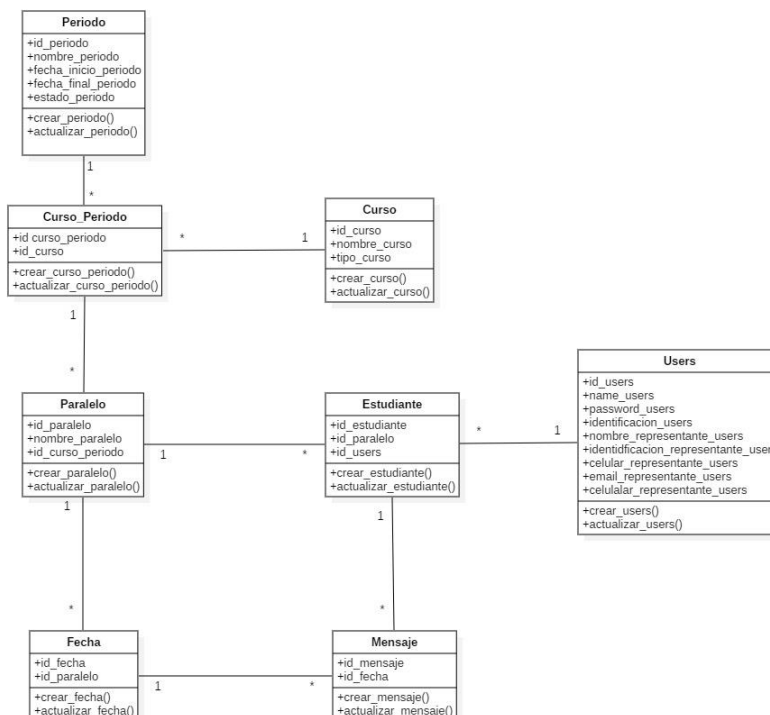 Periodo
+id_periodo
+nombre_periodo
+fecha_inicio_periodo
+fecha_final_periodo
+estado_periodo
+crear_periodo()
+actualizar_periodo()
1
*
Curso_Periodo
+id curso_periodo
+id_curso
+crear_curso_periodo()
+actualizar_curso_periodo()
*
1
Curso
+id_curso
+nombre_curso
+tipo_curso
+crear_curso()
+actualizar_curso()
1
*
Paralelo
+id_paralelo
+nombre_paralelo
+id_curso_periodo
+crear_paralelo()
+actualizar_paralelo()
1
*
Estudiante
+id_estudiante
+id_paralelo
+id_users
+crear_estudiante()
+actualizar_estudiante()
*
1
Users
+id_users
+name_users
+password_users
+identificacion_users
+nombre_representante_users
+identidficacion_representante_user
+celular_representante_users
+email_representante_users
+celulalar_representante_users
+crear_users()
+actualizar_users()
1
*
1
*
Fecha
+id_fecha
+id_paralelo
+crear_fecha()
+actualizar_fecha()
1
*
Mensaje
+id_mensaje
+id_fecha
+crear_mensaje()
+actualizar_mensaje()